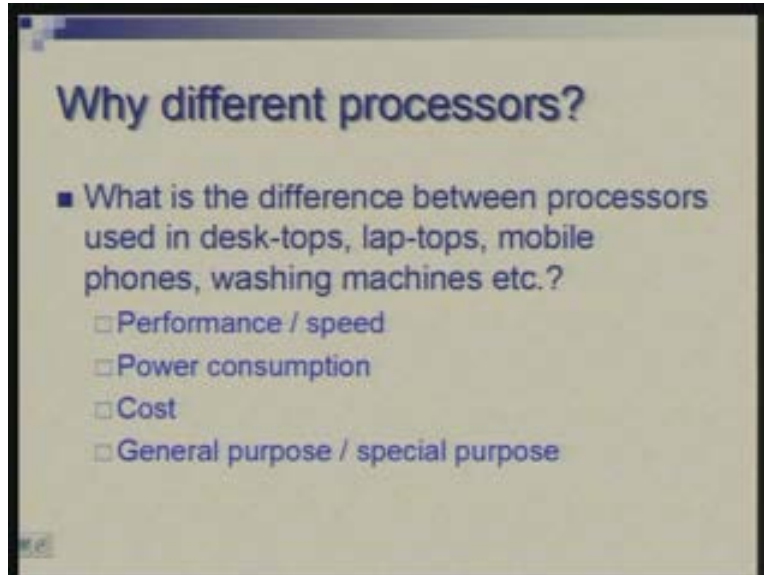 Why different processors?
What is the difference between processors
used in desk-tops, lap-tops, mobile
phones, washing machines etc.?
Performance / speed
Power consumption
Cost
General purpose / special purpose